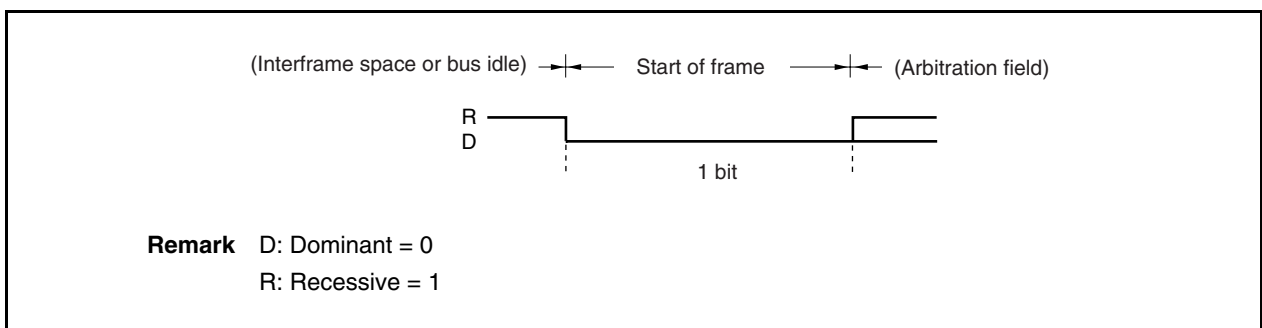 (Interframe space or bus idle) Start of frame (Arbitration field)
R
D
1 bit
Remark D: Dominant = 0
R: Recessive = 1